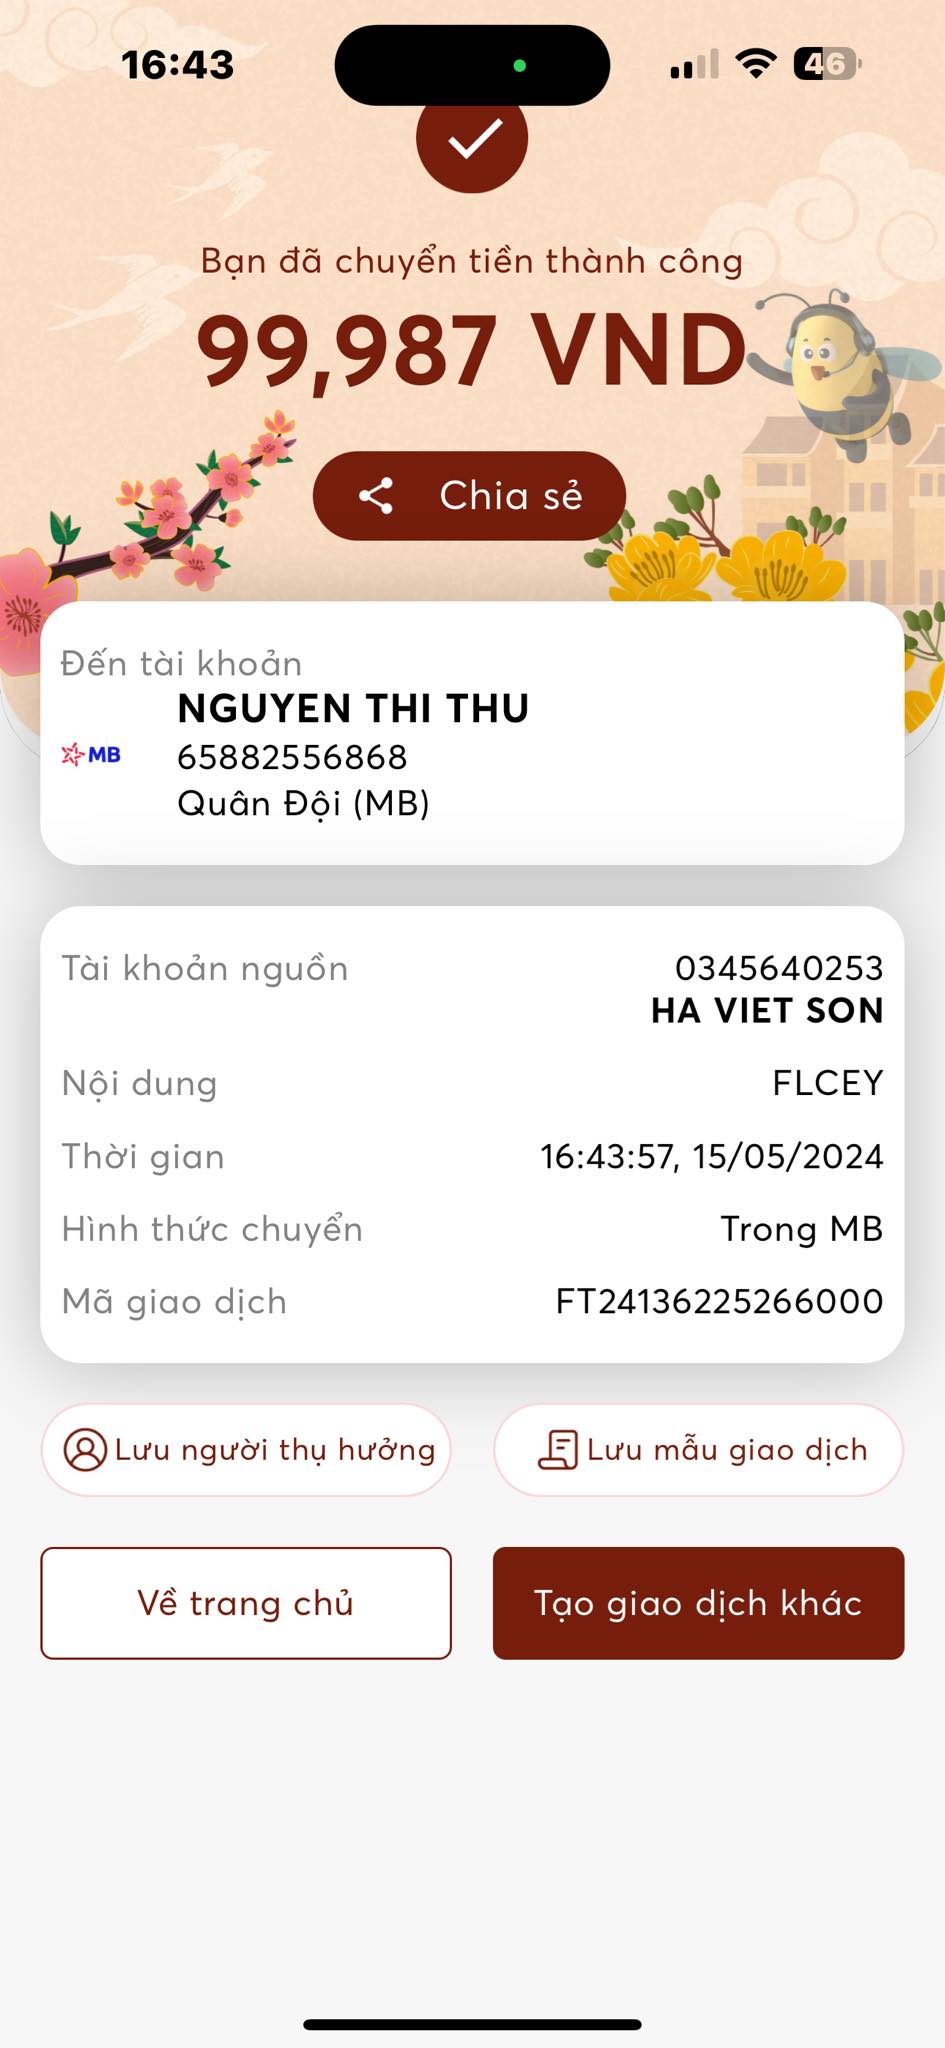 16:43
46
Bạn đã chuyển tiền thành công
99,987 VND
Chia sẻ
Đến tài khoản
NGUYEN THI THU
MB
65882556868
Quân Đội (MB)
Tài khoản nguồn
0345640253
HA VIET SON
Nội dung
FLCEY
Thời gian
16:43:57, 15/05/2024
Hình thức chuyển
Trong MB
Mã giao dịch
FT24136225266000
Lưu người thụ hưởng
Lưu mẫu giao dịch
Về trang chủ
Tạo giao dịch khác